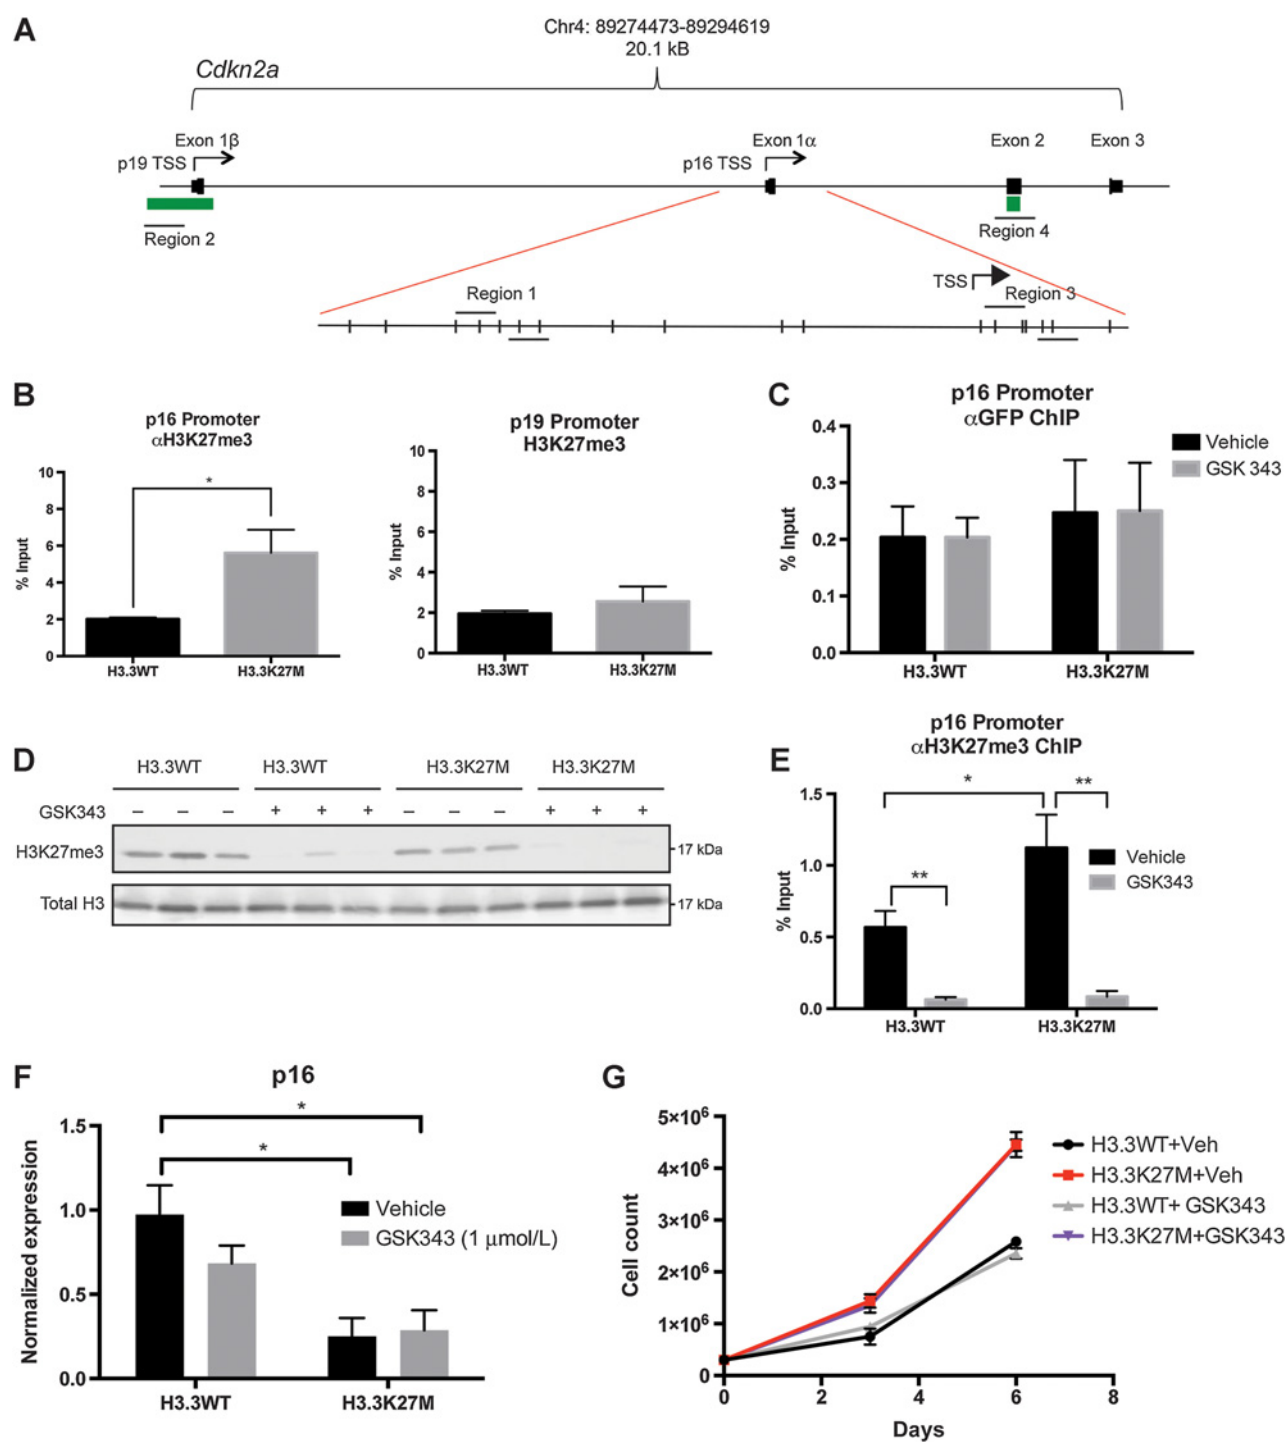 A
Chr4: 89274473-89294619
20.1 kB
Cdkn2a
Exon 1β
Exon 1α
Exon 2
Exon 3
p19 TSS
p16 TSS
Region 2
Region 4
TSS
Region 1
Region 3
B
p16 Promoter
αH3K27me3
% Input
10
8
6
4
2
0
*
H3.3WT
H3.3K27M
p19 Promoter
H3K27me3
% Input
10
8
6
4
2
0
H3.3WT
H3.3K27M
C
p16 Promoter
αGFP ChIP
% Input
0.4
0.3
0.2
0.1
0.0
Vehicle
GSK 343
H3.3WT
H3.3K27M
D
H3.3WT
H3.3WT
H3.3K27M
H3.3K27M
GSK343 – – – + + + – – – + + +
H3K27me3
17 kDa
Total H3
17 kDa
E
p16 Promoter
αH3K27me3 ChIP
% Input
1.5
1.0
0.5
0.0
*
**
**
Vehicle
GSK343
H3.3WT
H3.3K27M
F
p16
Normalized expression
1.5
1.0
0.5
0.0
*
*
Vehicle
GSK343 (1 μmol/L)
H3.3WT
H3.3K27M
G
Cell count
5×10⁶
4×10⁶
3×10⁶
2×10⁶
1×10⁶
0
0 2 4 6 8
Days
H3.3WT+Veh
H3.3K27M+Veh
H3.3WT+ GSK343
H3.3K27M+GSK343